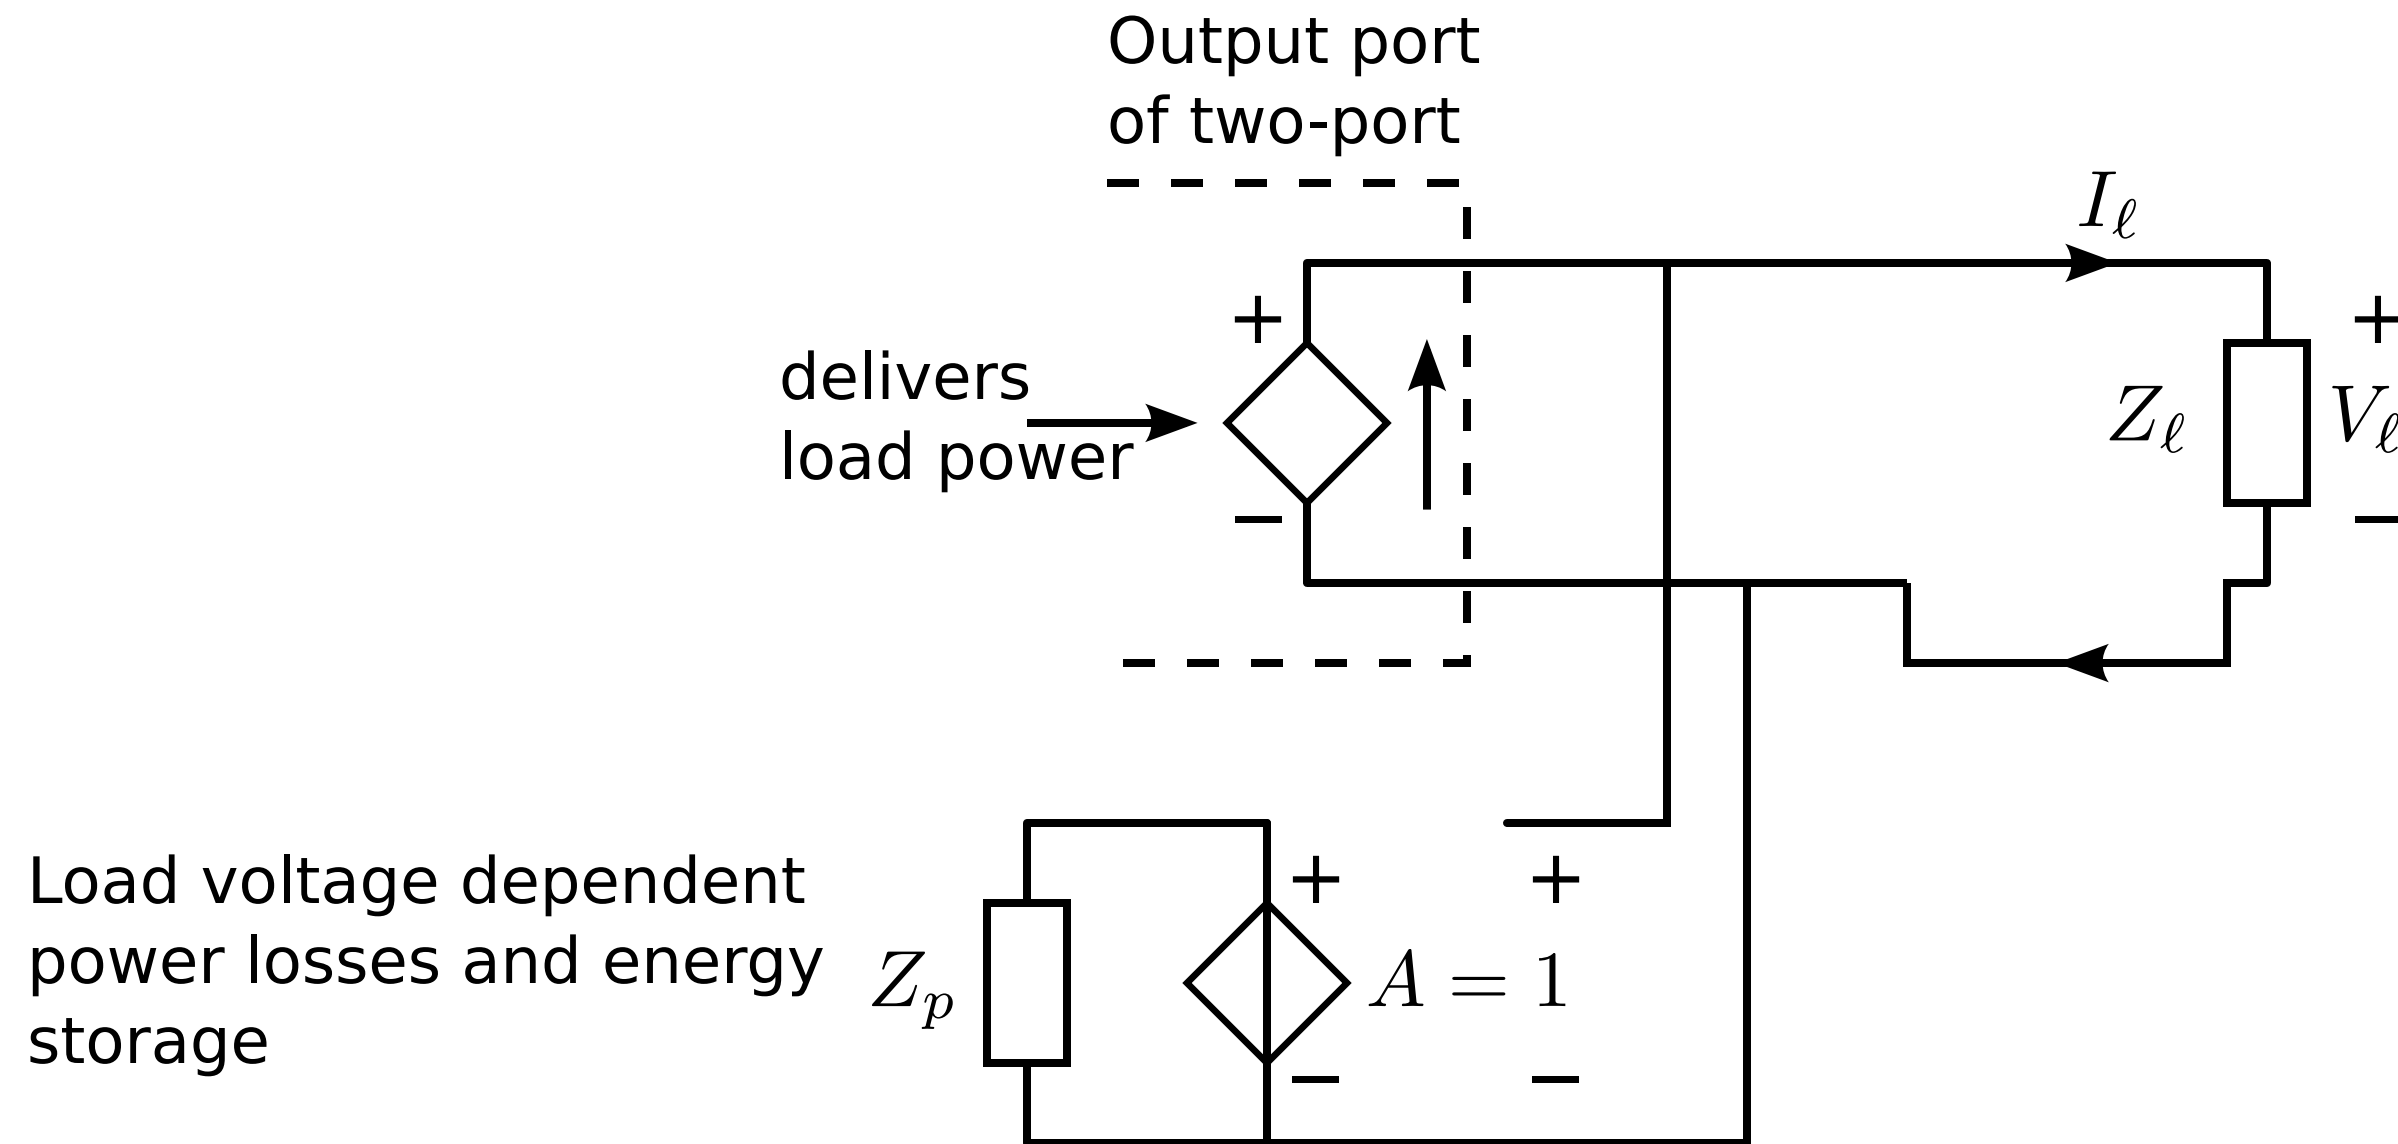 Output port
of two-port
I_ℓ
+ +
delivers
load power
Z_ℓ V_ℓ
− −
Load voltage dependent
power losses and energy
storage
+ +
Z_p A = 1
− −